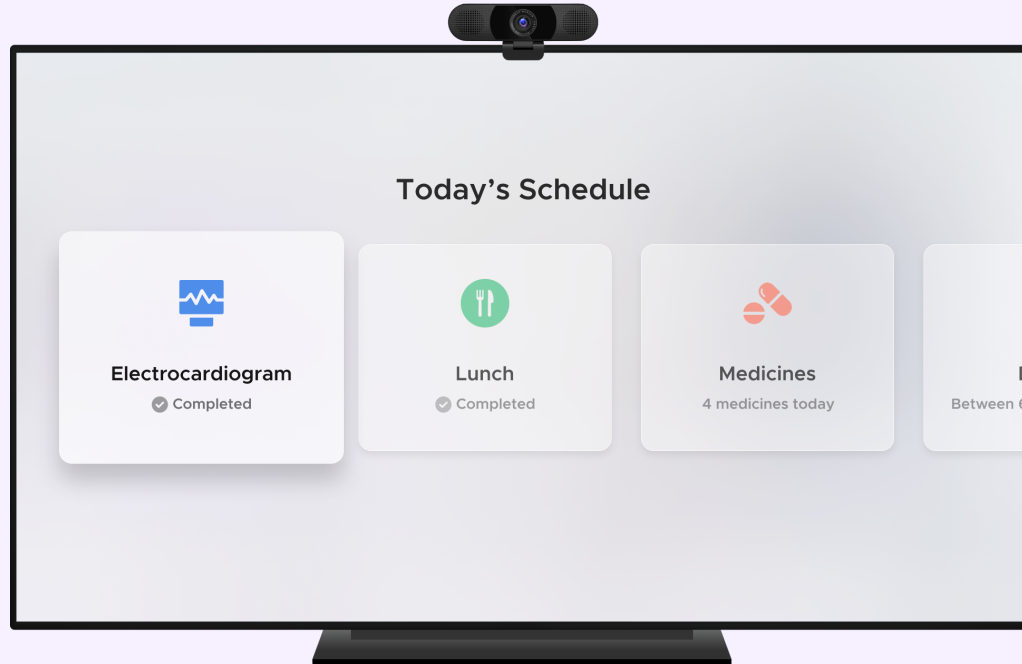 Today’s Schedule
Electrocardiogram
Completed
Lunch
Completed
Medicines
4 medicines today
Between